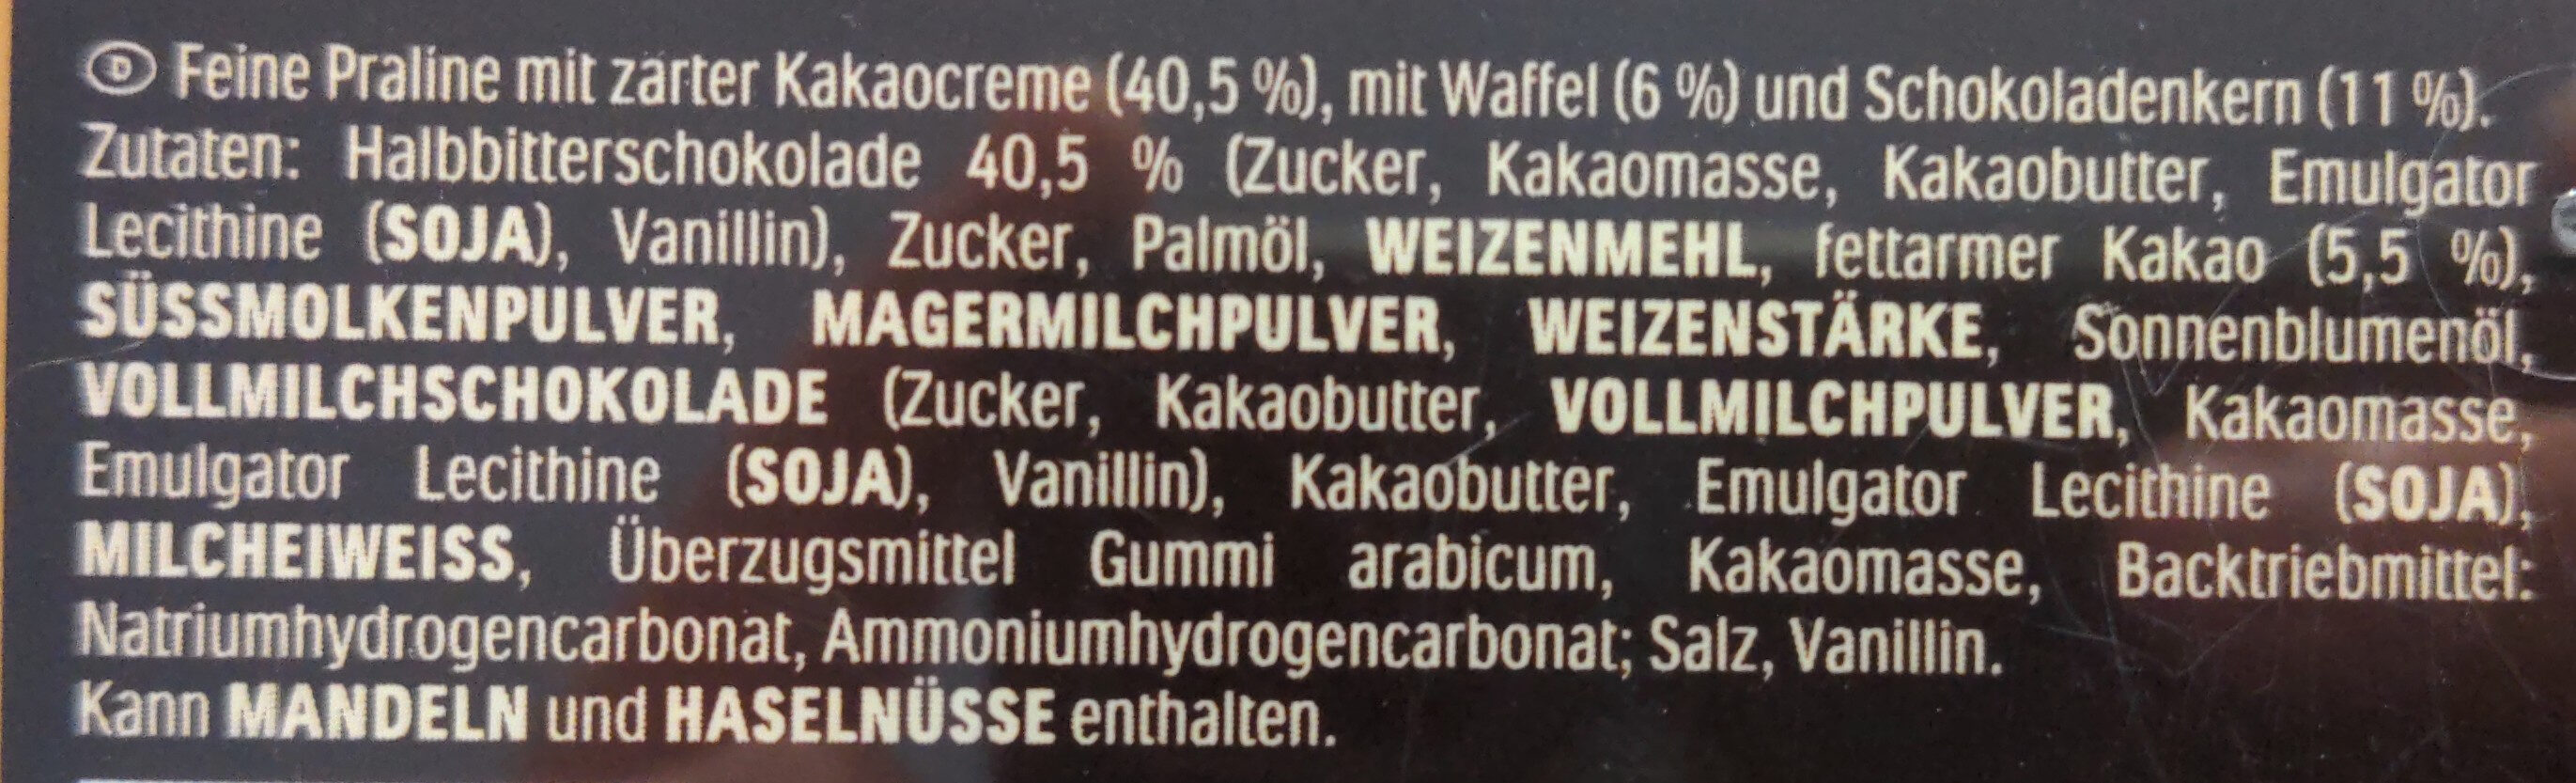 D Feine Praline mit zarter Kakaocreme (40,5 %), mit Waffel (6 %) und Schokoladenkern (11 %).
Zutaten: Halbbitterschokolade 40,5 % (Zucker, Kakaomasse, Kakaobutter, Emulgator
Lecithine (SOJA), Vanillin), Zucker, Palmöl, WEIZENMEHL, fettarmer Kakao (5,5 %),
SÜSSMOLKENPULVER, MAGERMILCHPULVER, WEIZENSTÄRKE, Sonnenblumenöl,
VOLLMILCHSCHOKOLADE (Zucker, Kakaobutter, VOLLMILCHPULVER, Kakaomasse,
Emulgator Lecithine (SOJA), Vanillin), Kakaobutter, Emulgator Lecithine (SOJA),
MILCHEIWEISS, Überzugsmittel Gummi arabicum, Kakaomasse, Backtriebmittel:
Natriumhydrogencarbonat, Ammoniumhydrogencarbonat; Salz, Vanillin.
Kann MANDELN und HASELNÜSSE enthalten.